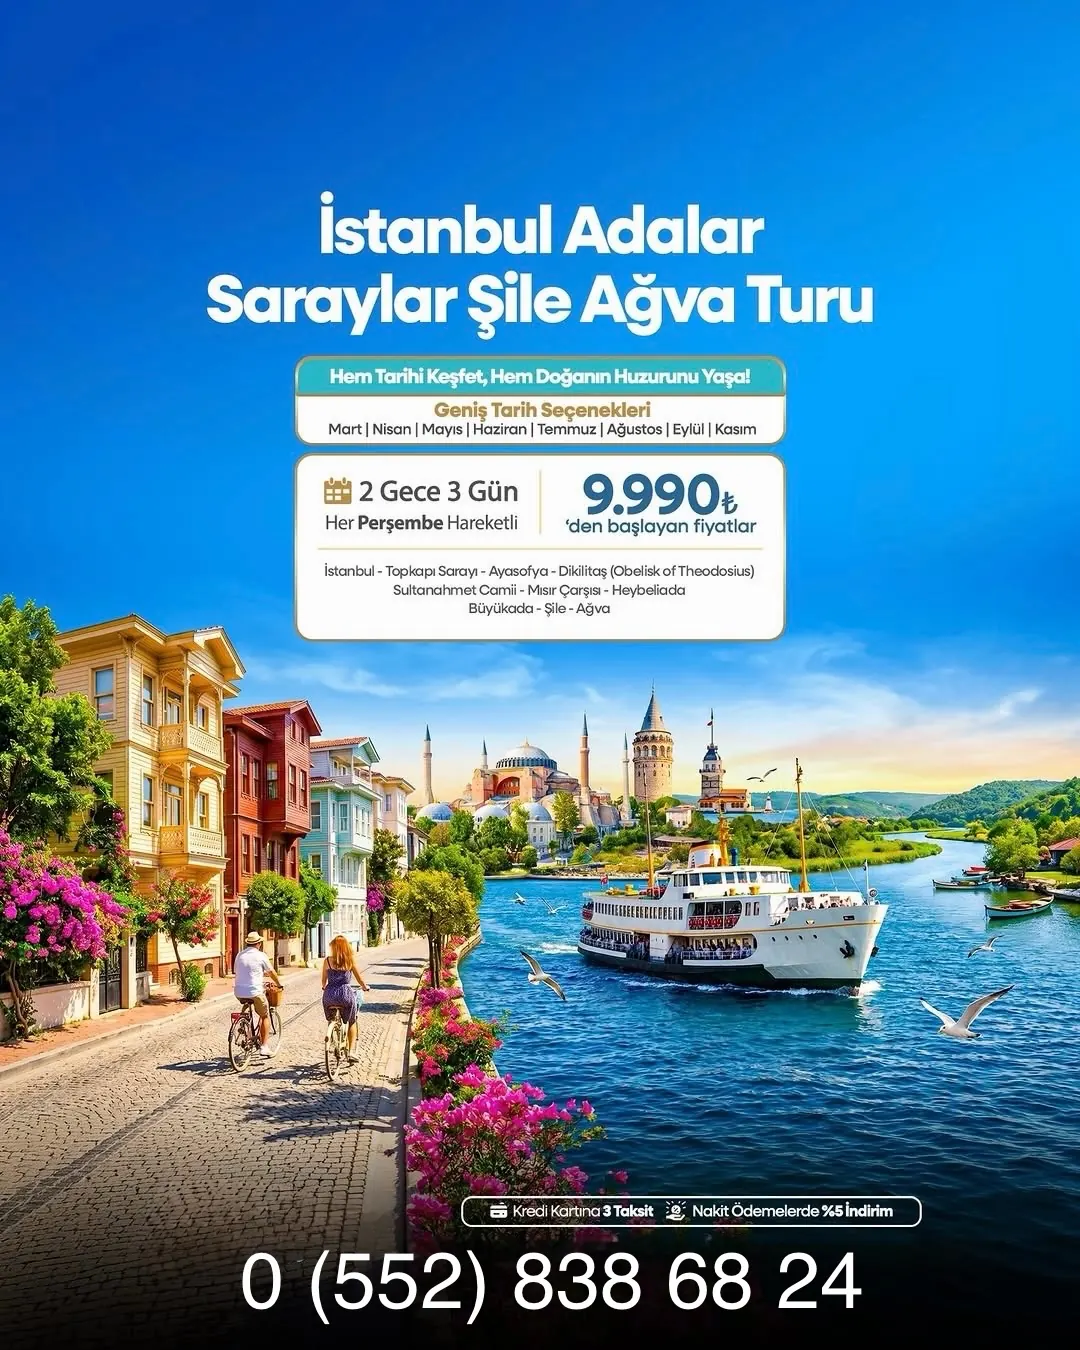 İstanbul Adalar
Saraylar Şile Ağva Turu
Hem Tarihi Keşfet, Hem Doğanın Huzurunu Yaşa!
Geniş Tarih Seçenekleri
Mart | Nisan | Mayıs | Haziran | Temmuz | Ağustos | Eylül | Kasım
2 Gece 3 Gün
Her Perşembe Hareketli
9.990₺
‘den başlayan fiyatlar
İstanbul - Topkapı Sarayı - Ayasofya - Dikilitaş (Obelisk of Theodosius)
Sultanahmet Camii - Mısır Çarşısı - Heybeliada
Büyükada - Şile - Ağva
Kredi Kartına 3 Taksit Nakit Ödemelerde %5 İndirim
0 (552) 838 68 24